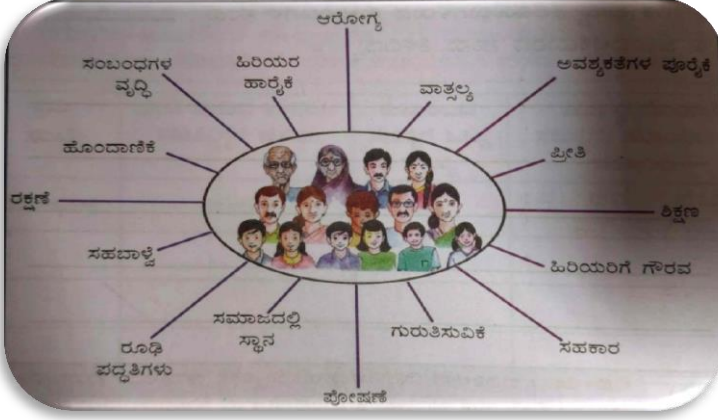 ಆರೋಗ್ಯ
ಸಂಬಂಧಗಳ
ವೃದ್ಧಿ
ಹಿರಿಯರ
ಹಾರೈಕೆ
ವಾತ್ಸಲ್ಯ
ಅವಶ್ಯಕತೆಗಳ ಪೂರೈಕೆ
ಹೊಂದಾಣಿಕೆ
ಪ್ರೀತಿ
ರಕ್ಷಣೆ
ಶಿಕ್ಷಣ
ಸಹಬಾಳ್ವೆ
ಹಿರಿಯರಿಗೆ ಗೌರವ
ರೂಢಿ
ಪದ್ಧತಿಗಳು
ಸಮಾಜದಲ್ಲಿ
ಸ್ಥಾನ
ಗುರುತಿಸುವಿಕೆ
ಸಹಕಾರ
ಪೋಷಣೆ